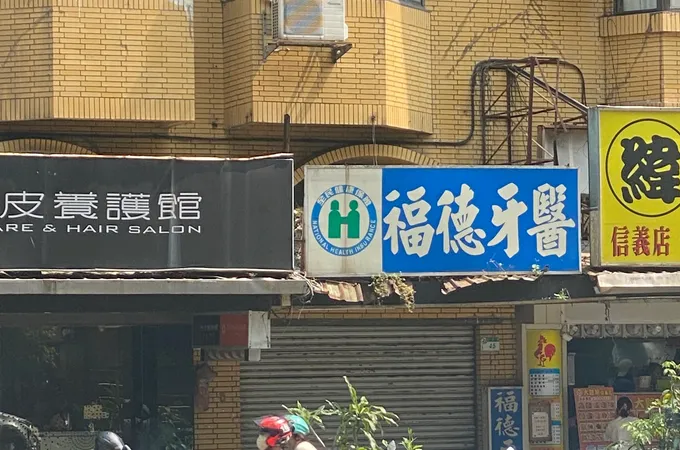 皮養護館
ARE & HAIR SALON
全民健康保險
NATIONAL HEALTH INSURANCE
福德牙醫
緯
信義店
福德